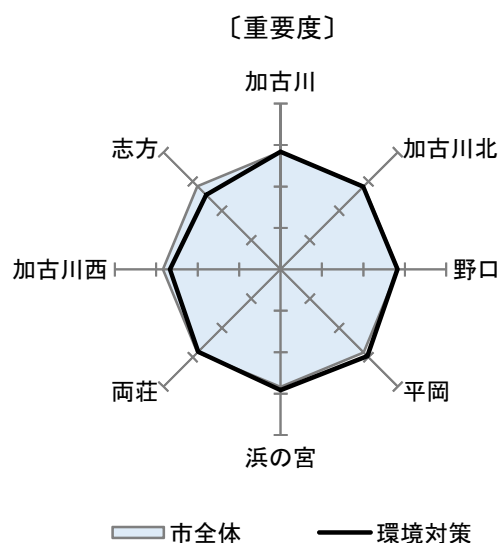 〔重要度〕
加古川
志方
加古川北
加古川西
野口
両荘
平岡
浜の宮
市全体
環境対策